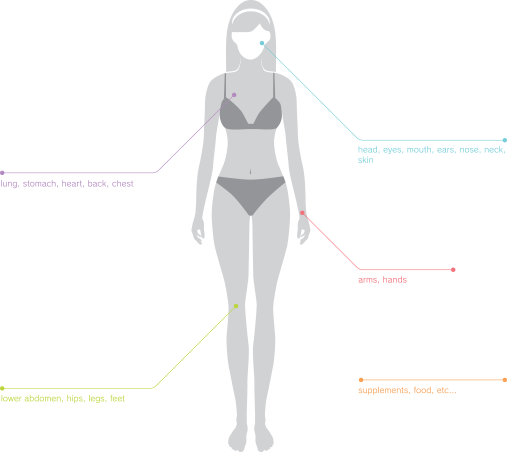 head, eyes, mouth, ears, nose, neck,
skin
lung, stomach, heart, back, chest
arms, hands
supplements, food, etc...
lower abdomen, hips, legs, feet